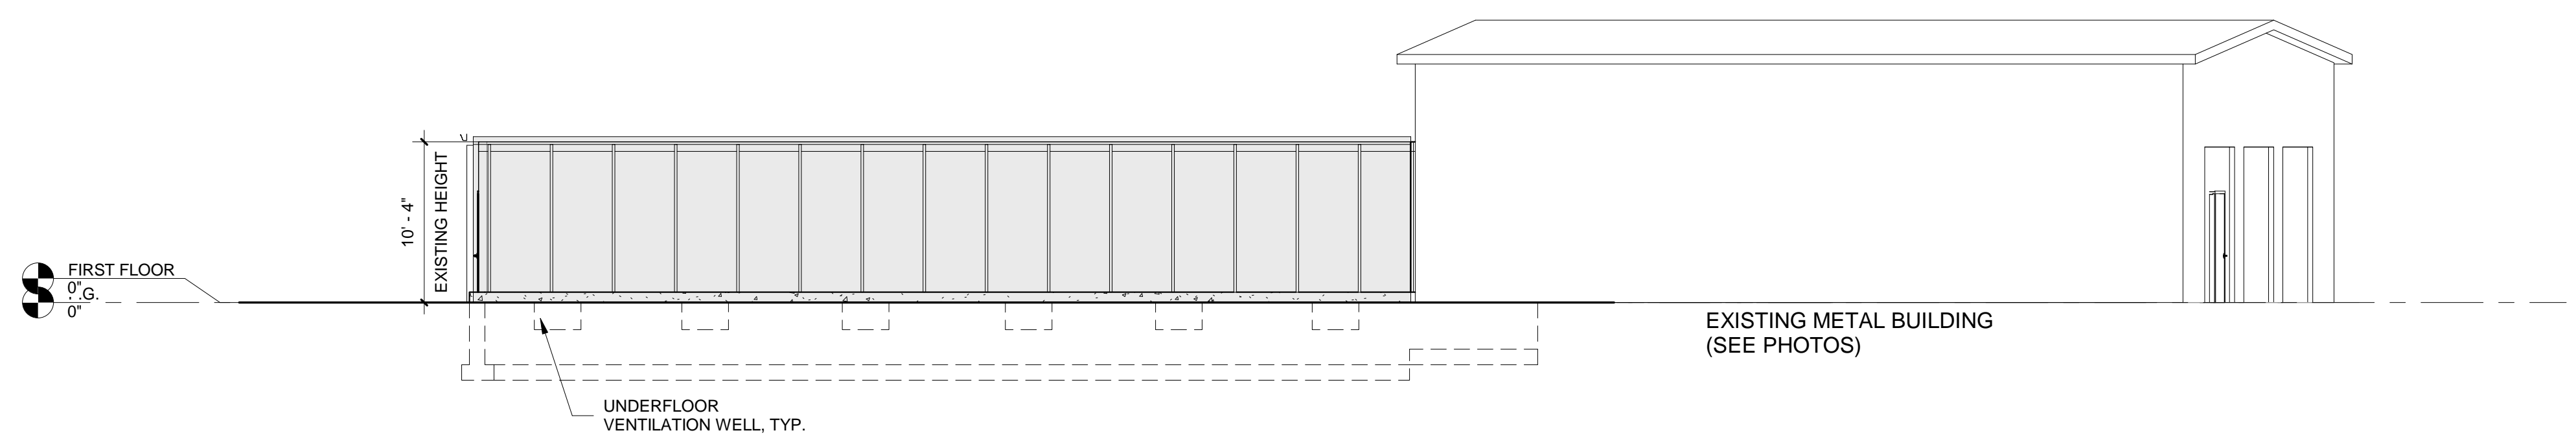 10' - 4"
EXISTING HEIGHT
FIRST FLOOR
0"
.G.
0"
EXISTING METAL BUILDING
(SEE PHOTOS)
UNDERFLOOR
VENTILATION WELL, TYP.